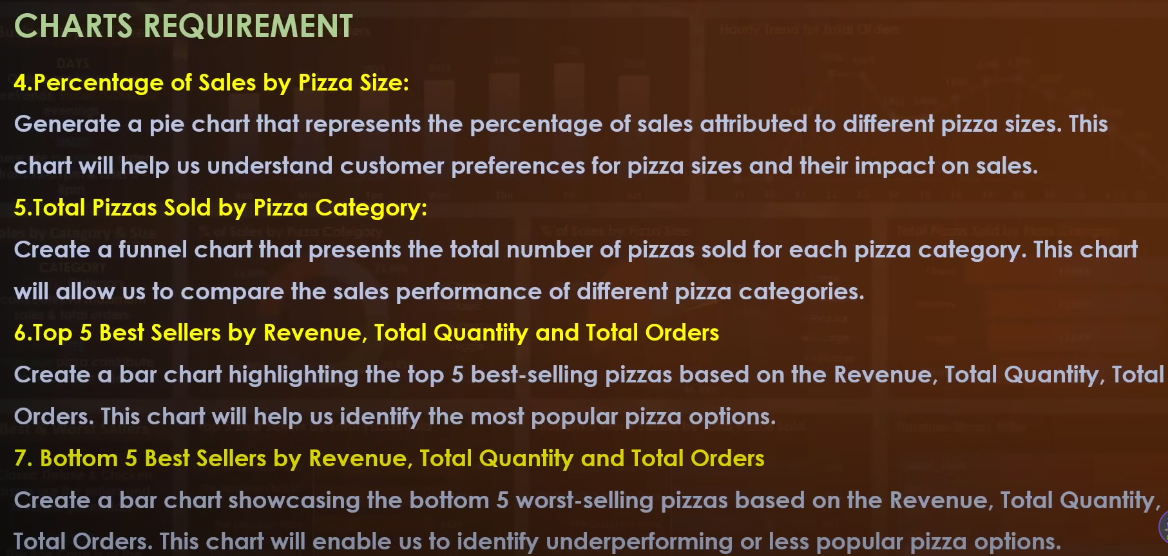 CHARTS REQUIREMENT
4.Percentage of Sales by Pizza Size:
Generate a pie chart that represents the percentage of sales attributed to different pizza sizes. This
chart will help us understand customer preferences for pizza sizes and their impact on sales.
5.Total Pizzas Sold by Pizza Category:
Create a funnel chart that presents the total number of pizzas sold for each pizza category. This chart
will allow us to compare the sales performance of different pizza categories.
6.Top 5 Best Sellers by Revenue, Total Quantity and Total Orders
Create a bar chart highlighting the top 5 best-selling pizzas based on the Revenue, Total Quantity, Total
Orders. This chart will help us identify the most popular pizza options.
7. Bottom 5 Best Sellers by Revenue, Total Quantity and Total Orders
Create a bar chart showcasing the bottom 5 worst-selling pizzas based on the Revenue, Total Quantity,
Total Orders. This chart will enable us to identify underperforming or less popular pizza options.